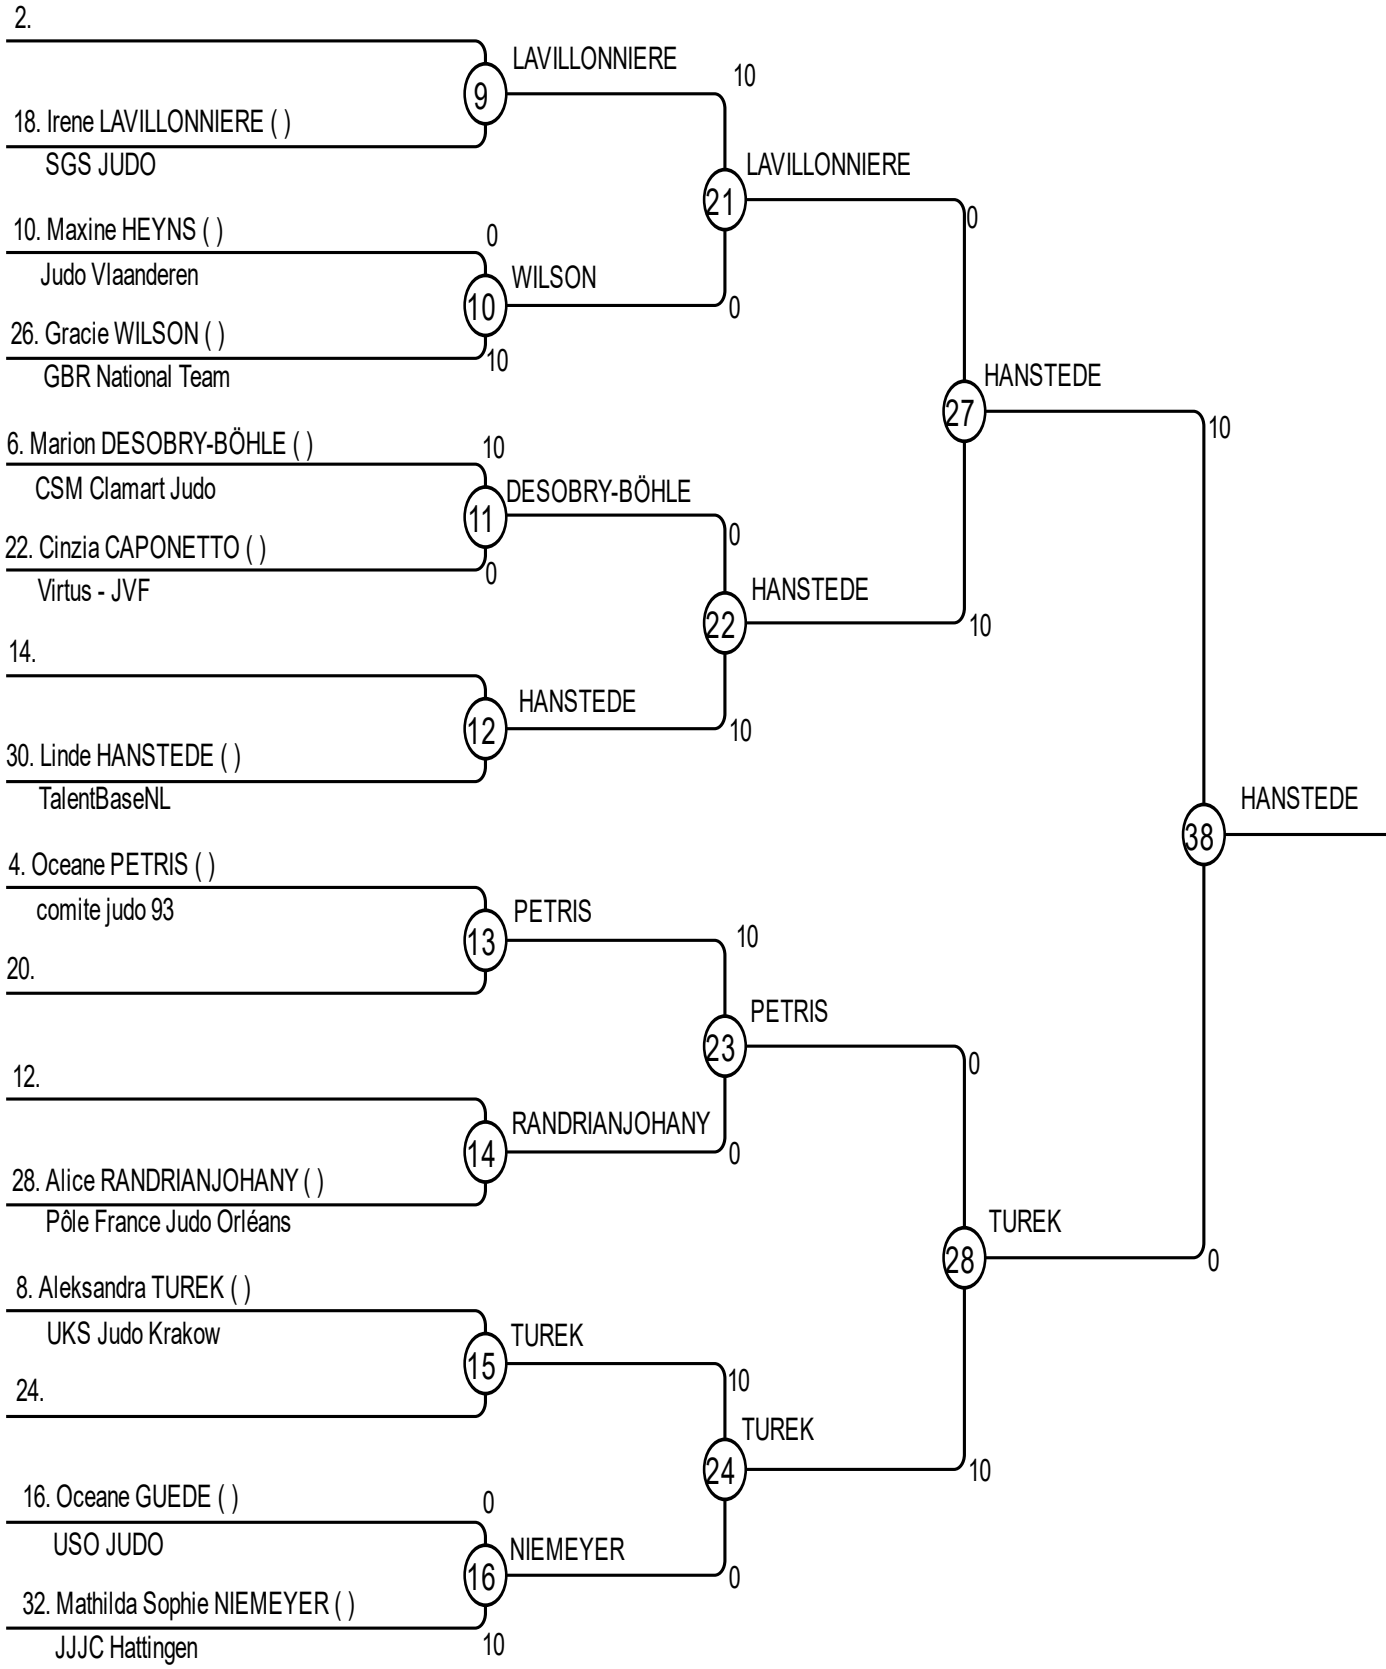 2.
LAVILLONNIERE
10
9
18. Irene LAVILLONNIERE ( )
SGS JUDO
LAVILLONNIERE
21
0
10. Maxine HEYNS ( )
0
Judo Vlaanderen
WILSON
10
0
26. Gracie WILSON ( )
10
GBR National Team
HANSTEDE
27
10
6. Marion DESOBRY-BÖHLE ( )
10
CSM Clamart Judo
DESOBRY-BÖHLE
11
0
22. Cinzia CAPONETTO ( )
0
Virtus - JVF
HANSTEDE
22
10
14.
HANSTEDE
12
10
30. Linde HANSTEDE ( )
TalentBaseNL
HANSTEDE
38
4. Oceane PETRIS ( )
comite judo 93
PETRIS
13
10
20.
PETRIS
23
0
12.
RANDRIANJOHANY
14
0
28. Alice RANDRIANJOHANY ( )
Pôle France Judo Orléans
TUREK
28
0
8. Aleksandra TUREK ( )
UKS Judo Krakow
TUREK
15
10
24.
TUREK
24
10
16. Oceane GUEDE ( )
0
USO JUDO
NIEMEYER
16
0
32. Mathilda Sophie NIEMEYER ( )
10
JJJC Hattingen